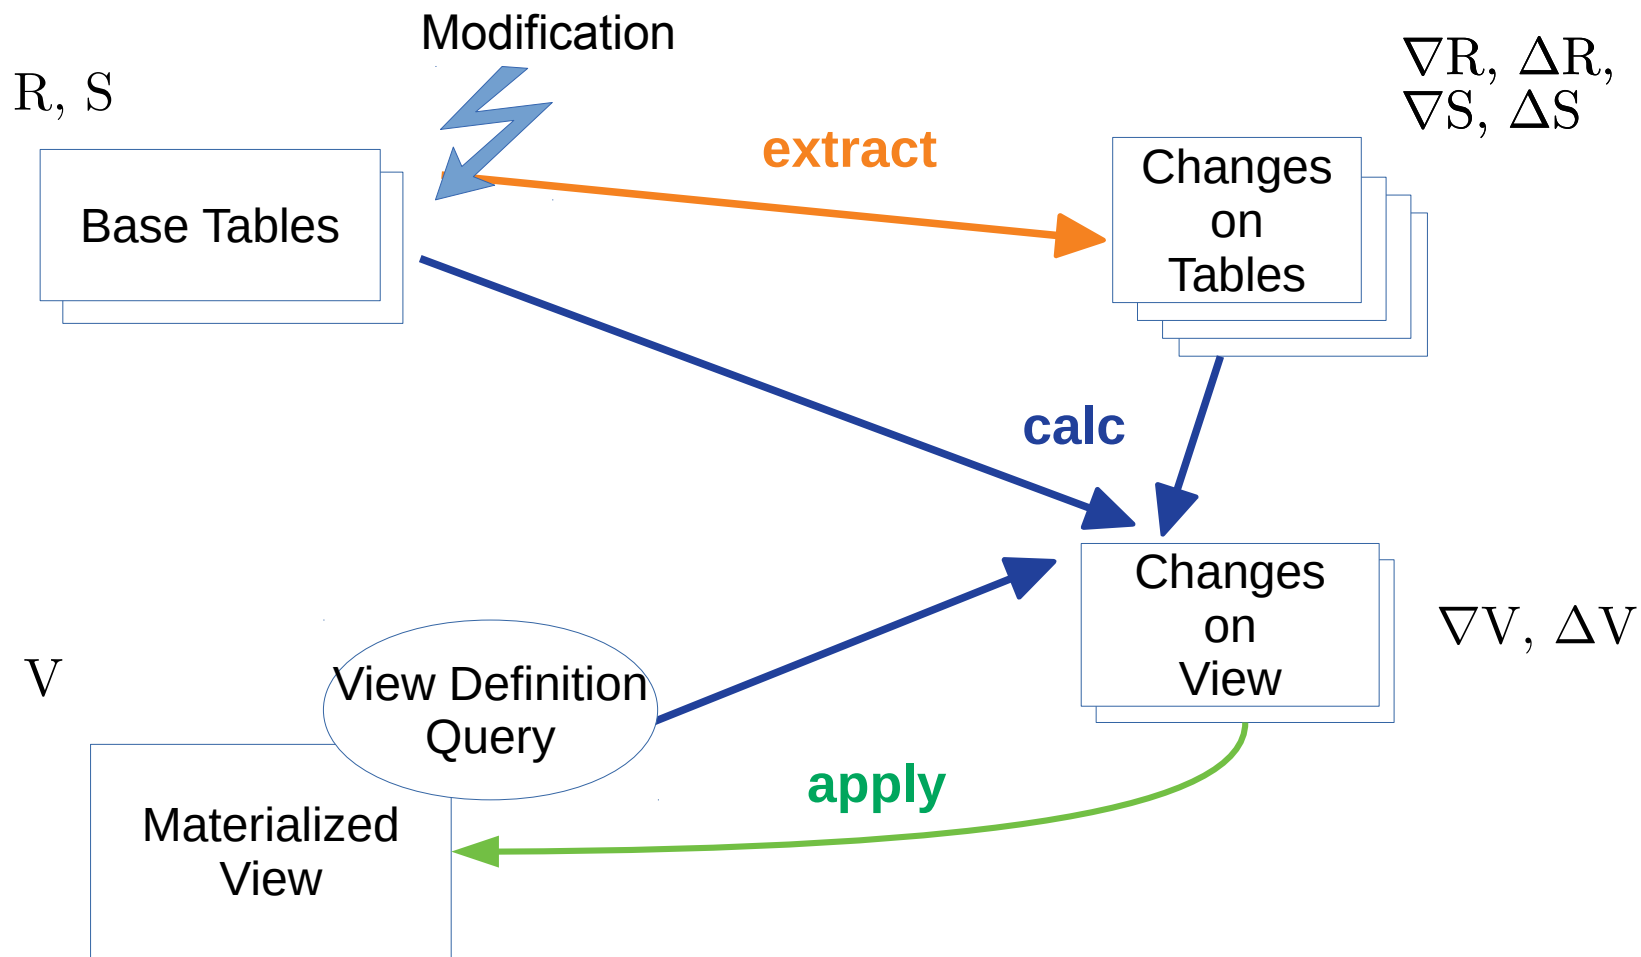 Modification
R, S
∇R, ΔR,
∇S, ΔS
extract
Base Tables
Changes
on
Tables
calc
Changes
on
View
∇V, ΔV
V
View Definition
Query
apply
Materialized
View